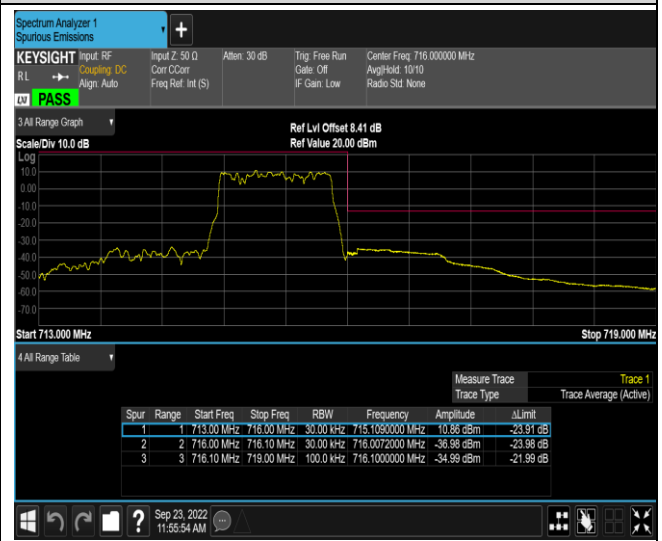 Spectrum Analyzer 1
Spurious Emissions
+
KEYSIGHT Input: RF Input Z: 50 Ω Atten: 30 dB Trig: Free Run Center Freq: 716.000000 MHz
R L Coupling: DC Corr CCorr Gate: Off Avg|Hold: 10/10
Align: Auto Freq Ref: Int (S) IF Gain: Low Radio Std: None
LXI PASS
3 All Range Graph
Ref Lvl Offset 8.41 dB
Scale/Div 10.0 dB Ref Value 20.00 dBm
Log
10.0
0.00
-10.0
-20.0
-30.0
-40.0
-50.0
-60.0
-70.0
Start 713.000 MHz Stop 719.000 MHz
4 All Range Table
Measure Trace Trace 1
Trace Type Trace Average (Active)
Spur Range Start Freq Stop Freq RBW Frequency Amplitude ΔLimit
1 1 713.00 MHz 716.00 MHz 30.00 kHz 715.1090000 MHz 10.86 dBm -23.91 dB
2 2 716.00 MHz 716.10 MHz 30.00 kHz 716.0072000 MHz -36.98 dBm -23.98 dB
3 3 716.10 MHz 719.00 MHz 100.0 kHz 716.1000000 MHz -34.99 dBm -21.99 dB
? Sep 23, 2022
11:55:54 AM